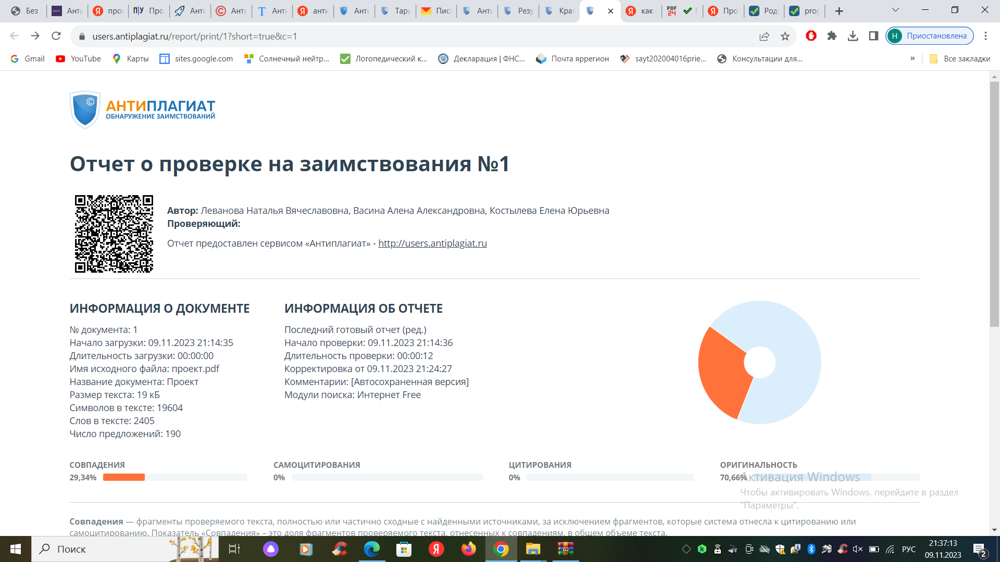 Без
Анти
про
П|У Про
Анти
Анти
Анти
анти
Анти
Тари
Пись
Анти
Резу
Крат
как
PDF 24
Про
Род
prog
users.antiplagiat.ru/report/print/1?short=true&c=1
Н Приостановлена
Gmail
YouTube
Карты
sites.google.com
Солнечный нейтр...
Логопедический к...
Декларация | ФНС...
Почта яррегион
sayt202004016prie...
Консультации для...
»
Все закладки
АНТИПЛАГИАТ
ОБНАРУЖЕНИЕ ЗАИМСТВОВАНИЙ
Отчет о проверке на заимствования №1
Автор: Леванова Наталья Вячеславовна, Васина Алена Александровна, Костылева Елена Юрьевна
Проверяющий:
Отчет предоставлен сервисом «Антиплагиат» - http://users.antiplagiat.ru
ИНФОРМАЦИЯ О ДОКУМЕНТЕ
№ документа: 1
Начало загрузки: 09.11.2023 21:14:35
Длительность загрузки: 00:00:00
Имя исходного файла: проект.pdf
Название документа: Проект
Размер текста: 19 кБ
Символов в тексте: 19604
Слов в тексте: 2405
Число предложений: 190
ИНФОРМАЦИЯ ОБ ОТЧЕТЕ
Последний готовый отчет (ред.)
Начало проверки: 09.11.2023 21:14:36
Длительность проверки: 00:00:12
Корректировка от 09.11.2023 21:24:27
Комментарии: [Автосохраненная версия]
Модули поиска: Интернет Free
СОВПАДЕНИЯ
29,34%
САМОЦИТИРОВАНИЯ
0%
ЦИТИРОВАНИЯ
0%
ОРИГИНАЛЬНОСТЬ
70,66%
Активация Windows
Чтобы активировать Windows, перейдите в раздел
"Параметры".
Совпадения — фрагменты проверяемого текста, полностью или частично сходные с найденными источниками, за исключением фрагментов, которые система отнесла к цитированию или
самоцитированию. Показатель «Совпадения» – это доля фрагментов проверяемого текста, отнесенных к совпадениям, в общем объеме текста.
Поиск
РУС
21:37:13
09.11.2023
2